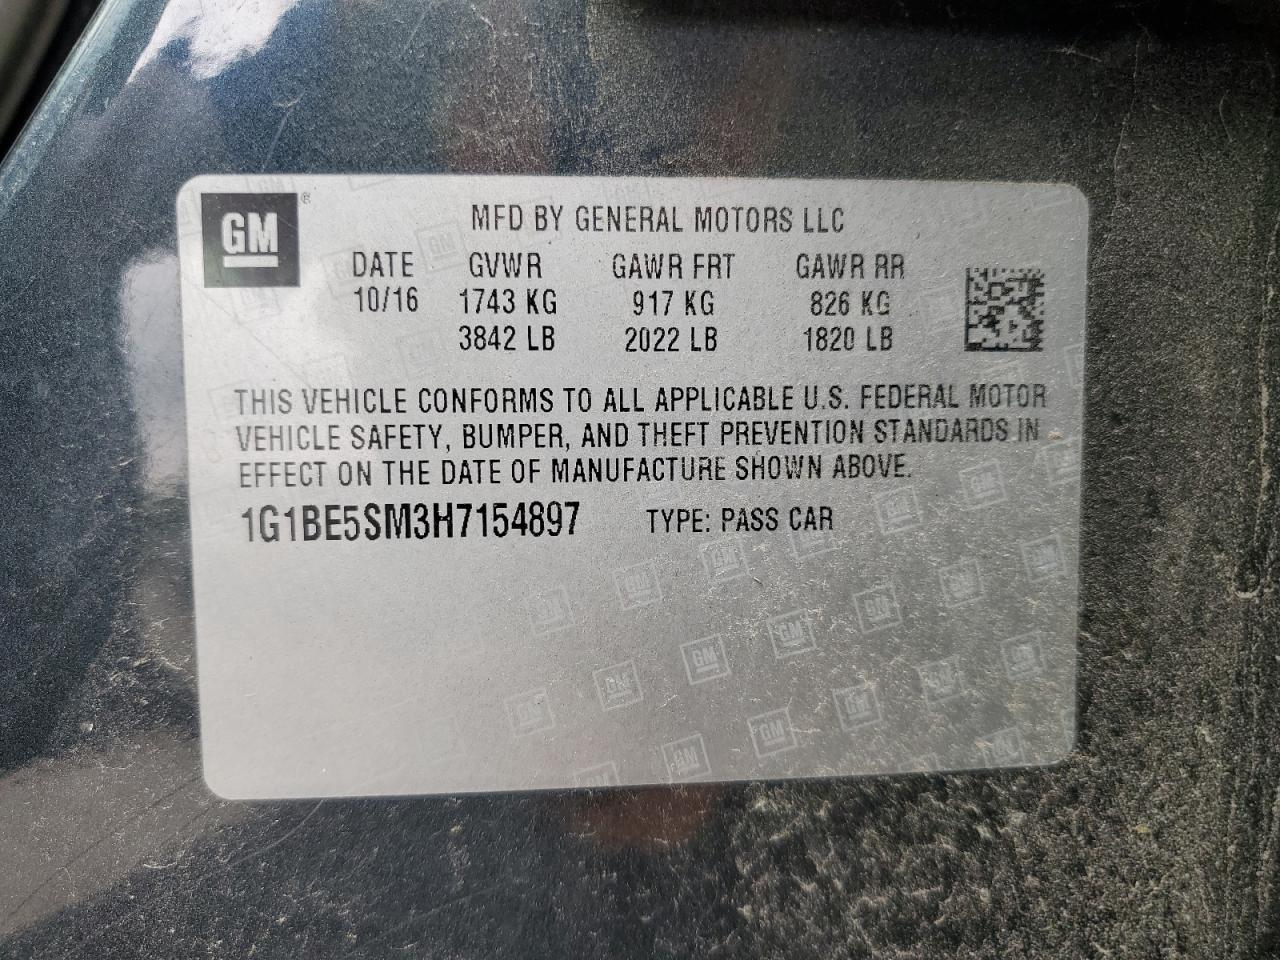 GM ®
MFD BY GENERAL MOTORS LLC
DATE GVWR GAWR FRT GAWR RR
10/16 1743 KG 917 KG 826 KG
3842 LB 2022 LB 1820 LB
THIS VEHICLE CONFORMS TO ALL APPLICABLE U.S. FEDERAL MOTOR
VEHICLE SAFETY, BUMPER, AND THEFT PREVENTION STANDARDS IN
EFFECT ON THE DATE OF MANUFACTURE SHOWN ABOVE.
1G1BE5SM3H7154897 TYPE: PASS CAR